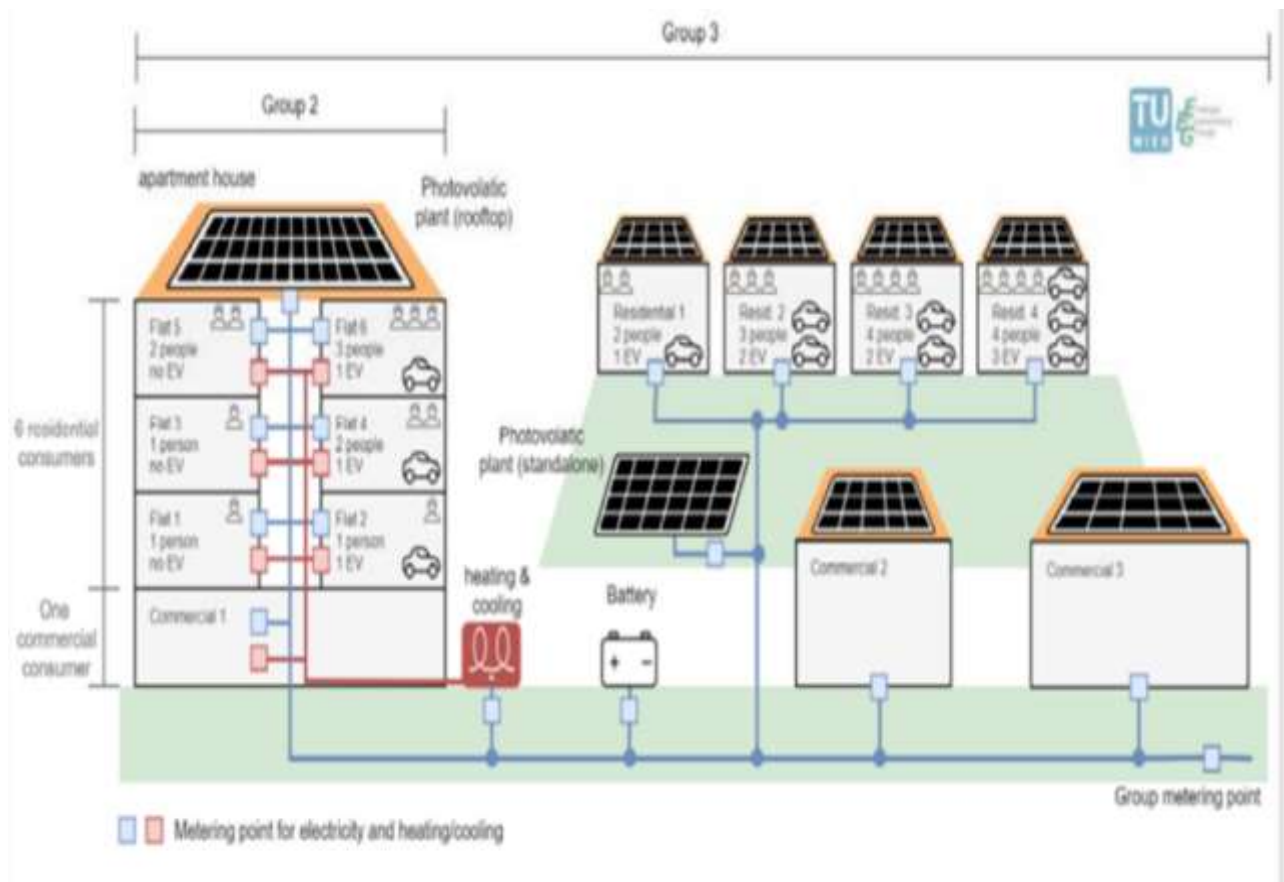 Group 3
Group 2
TU
WIEN
apartment house
Photovolatic
plant (rooftop)
Flat 5
2 people
no EV
Flat 6
3 people
1 EV
Residential 1
2 people
1 EV
Resid. 2
3 people
2 EV
Resid. 3
4 people
2 EV
Resid. 4
4 people
3 EV
6 residential
consumers
Flat 3
1 person
no EV
Flat 4
2 people
1 EV
Photovolatic
plant (standalone)
Flat 1
1 person
no EV
Flat 2
1 person
1 EV
heating &
cooling
Battery
Commercial 2
Commercial 3
One
commercial
consumer
Commercial 1
Group metering point
Metering point for electricity and heating/cooling